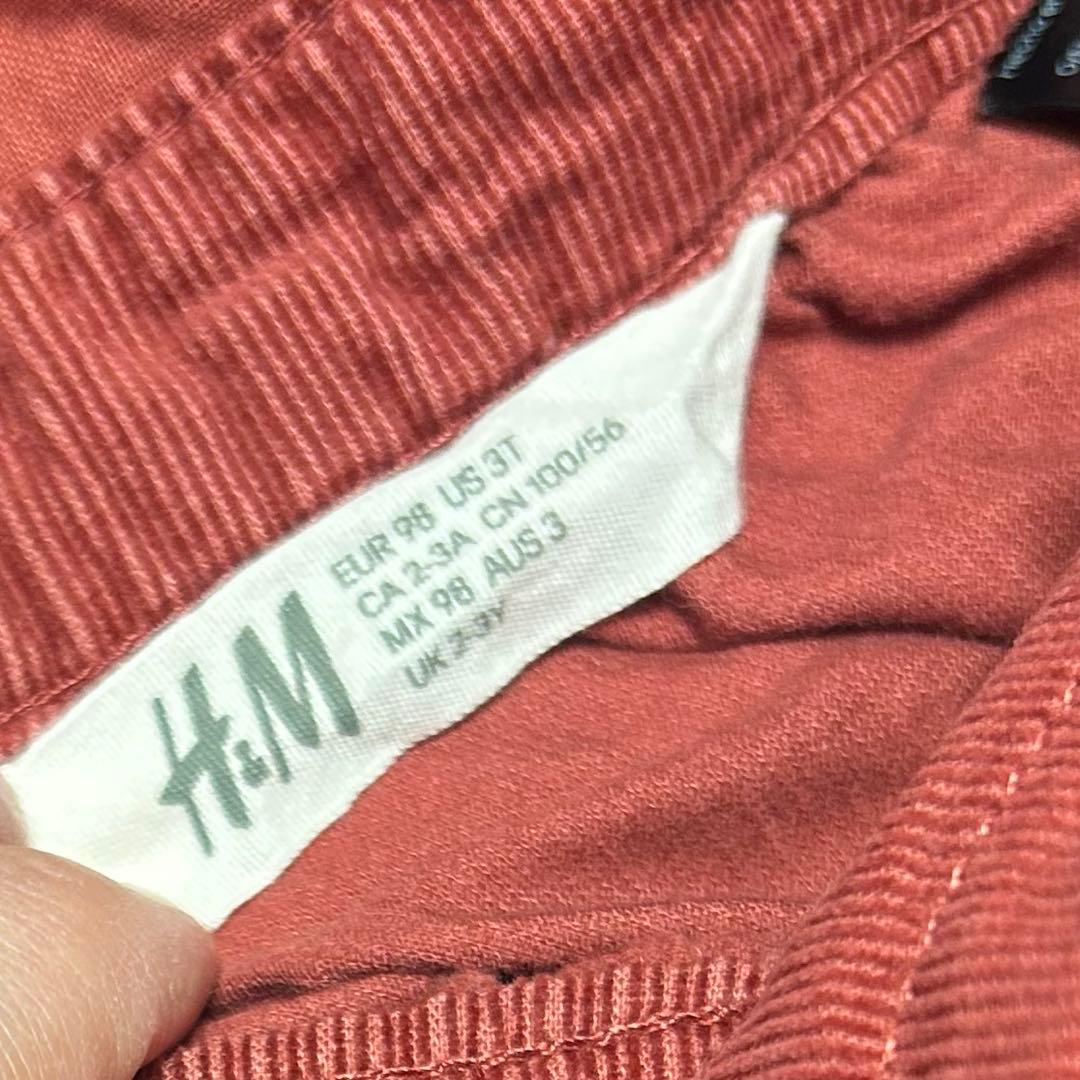 EUR 98 US 3T
CA 2-3A CN 100/56
MX 98 AUS 3
UK 2-3Y
H&M